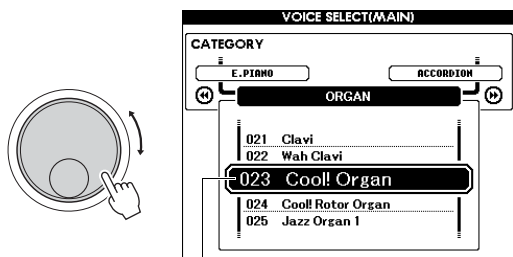 VOICE SELECT(MAIN)
CATEGORY
E.PIANO
ACCORDION
ORGAN
021 Clavi
022 Wah Clavi
023 Cool! Organ
024 Cool! Rotor Organ
025 Jazz Organ 1